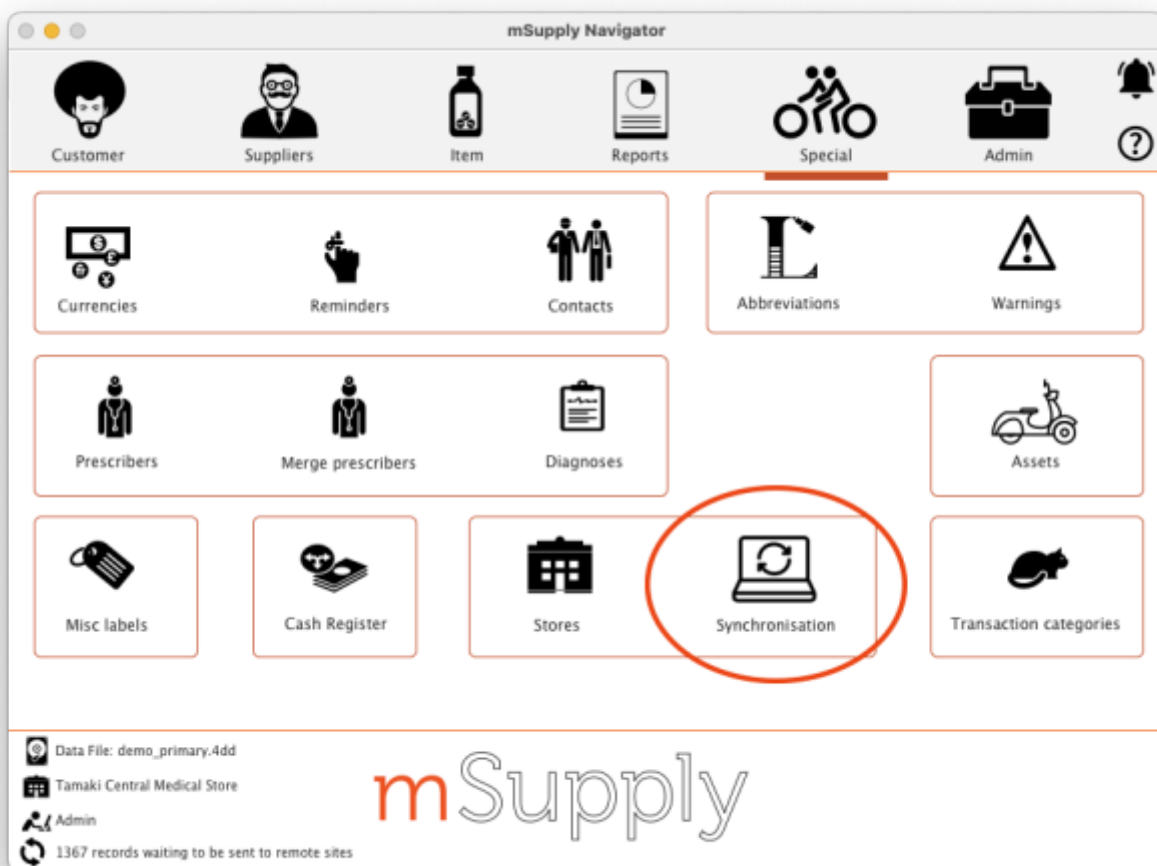 mSupply Navigator
Customer
Suppliers
Item
Reports
Special
Admin
Currencies
Reminders
Contacts
Abbreviations
Warnings
Prescribers
Merge prescribers
Diagnoses
Assets
Misc labels
Cash Register
Stores
Synchronisation
Transaction categories
Data File: demo_primary.4dd
Tamaki Central Medical Store
Admin
1367 records waiting to be sent to remote sites
mSupply